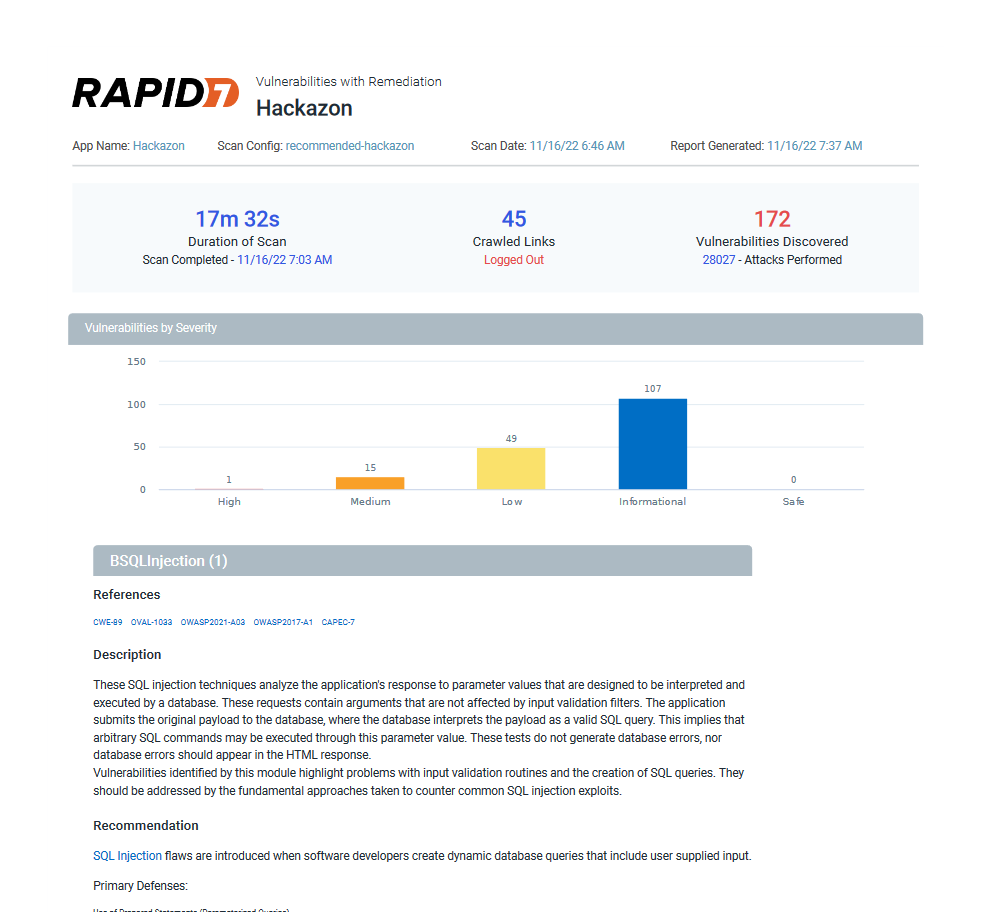 RAPID7
Vulnerabilities with Remediation
Hackazon
App Name: Hackazon Scan Config: recommended-hackazon Scan Date: 11/16/22 6:46 AM Report Generated: 11/16/22 7:37 AM
17m 32s
Duration of Scan
Scan Completed - 11/16/22 7:03 AM
45
Crawled Links
Logged Out
172
Vulnerabilities Discovered
28027 - Attacks Performed
Vulnerabilities by Severity
150
100
50
0
1
15
49
107
0
High Medium Low Informational Safe
BSQLInjection (1)
References
CWE-89 OVAL-1033 OWASP2021-A03 OWASP2017-A1 CAPEC-7
Description
These SQL injection techniques analyze the application's response to parameter values that are designed to be interpreted and
executed by a database. These requests contain arguments that are not affected by input validation filters. The application
submits the original payload to the database, where the database interprets the payload as a valid SQL query. This implies that
arbitrary SQL commands may be executed through this parameter value. These tests do not generate database errors, nor
database errors should appear in the HTML response.
Vulnerabilities identified by this module highlight problems with input validation routines and the creation of SQL queries. They
should be addressed by the fundamental approaches taken to counter common SQL injection exploits.
Recommendation
SQL Injection flaws are introduced when software developers create dynamic database queries that include user supplied input.
Primary Defenses:
Use of Prepared Statements (Parameterized Queries)